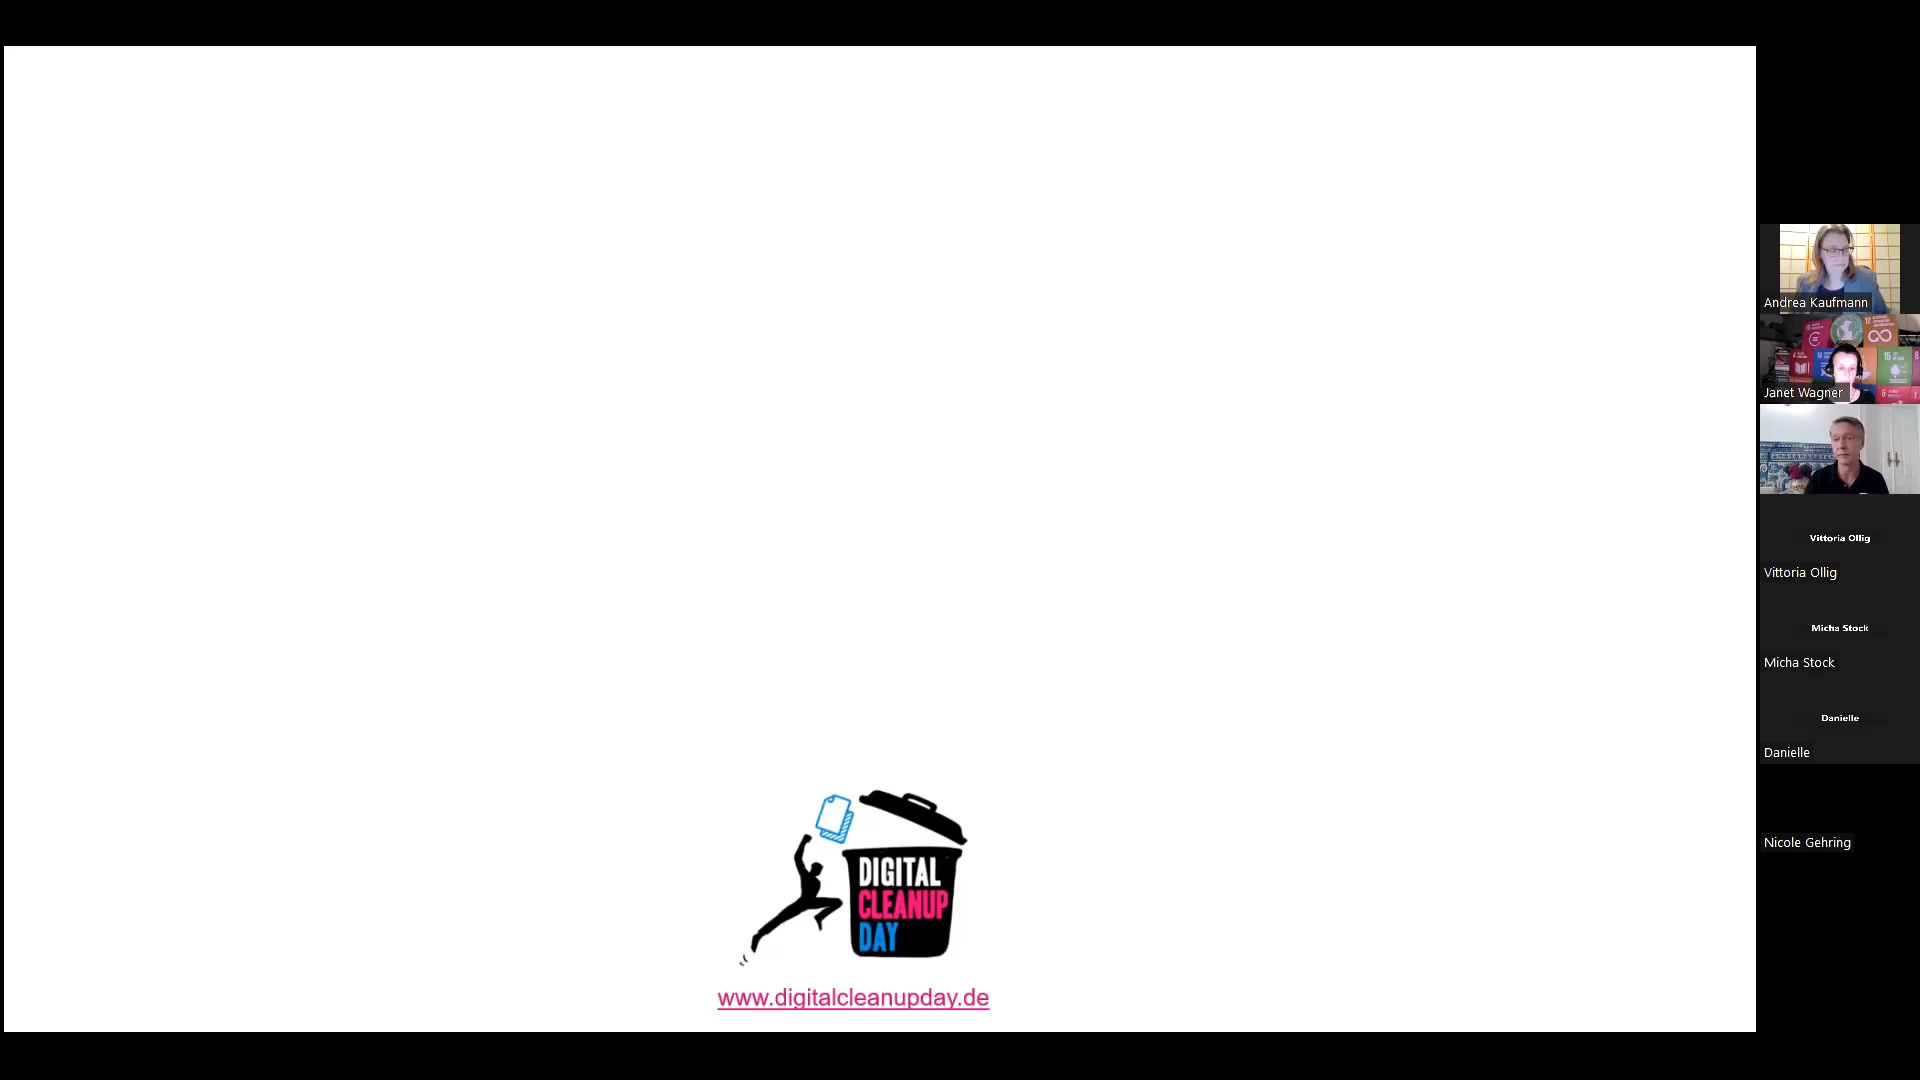 DIGITAL
CLEANUP
DAY
www.digitalcleanupday.de
Andrea Kaufmann
Janet Wagner
Vittoria Ollig
Vittoria Ollig
Micha Stock
Micha Stock
Danielle
Danielle
Nicole Gehring